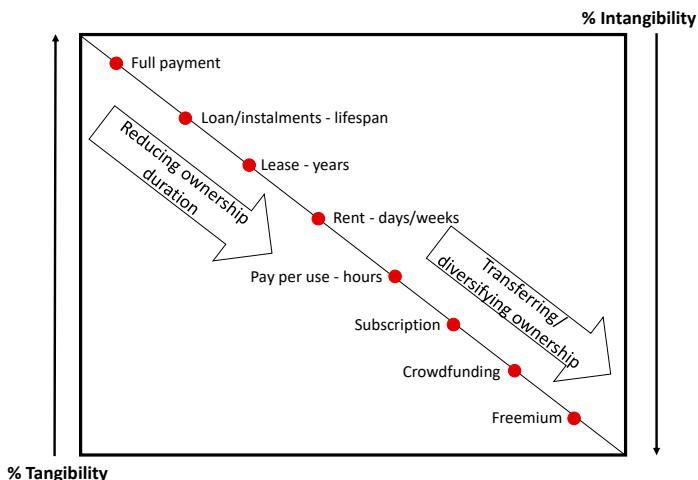 % Intangibility
Full payment
Loan/instalments - lifespan
Reducing ownership
duration
Lease - years
Rent - days/weeks
Transferring/
diversifying ownership
Pay per use - hours
Subscription
Crowdfunding
Freemium
% Tangibility